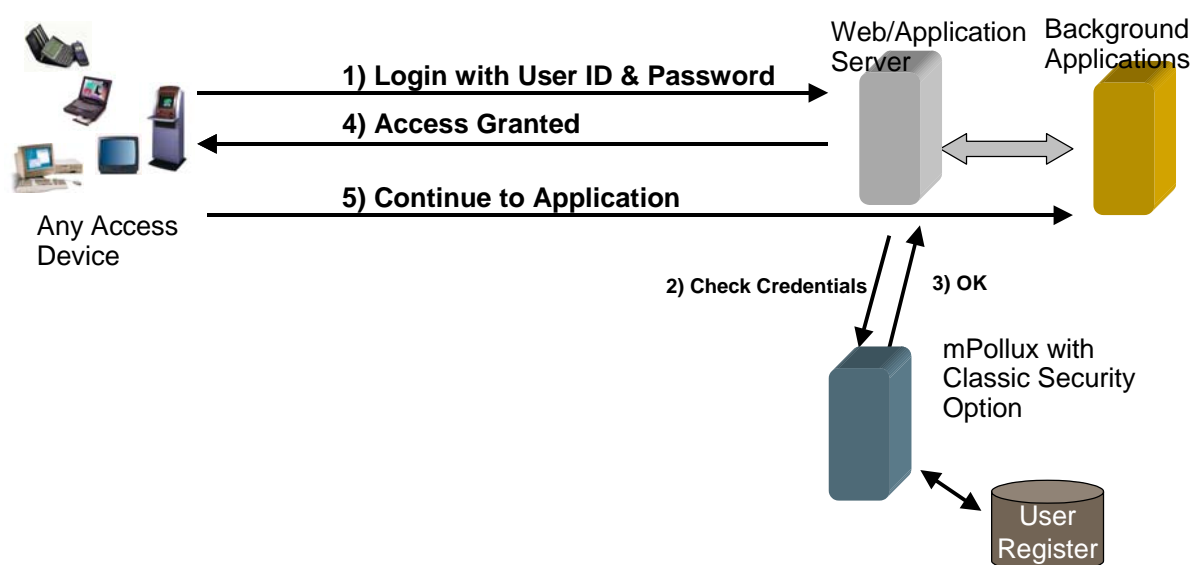 Web/Application
Server
Background
Applications
1) Login with User ID & Password
4) Access Granted
5) Continue to Application
Any Access
Device
2) Check Credentials
3) OK
mPollux with
Classic Security
Option
User
Register